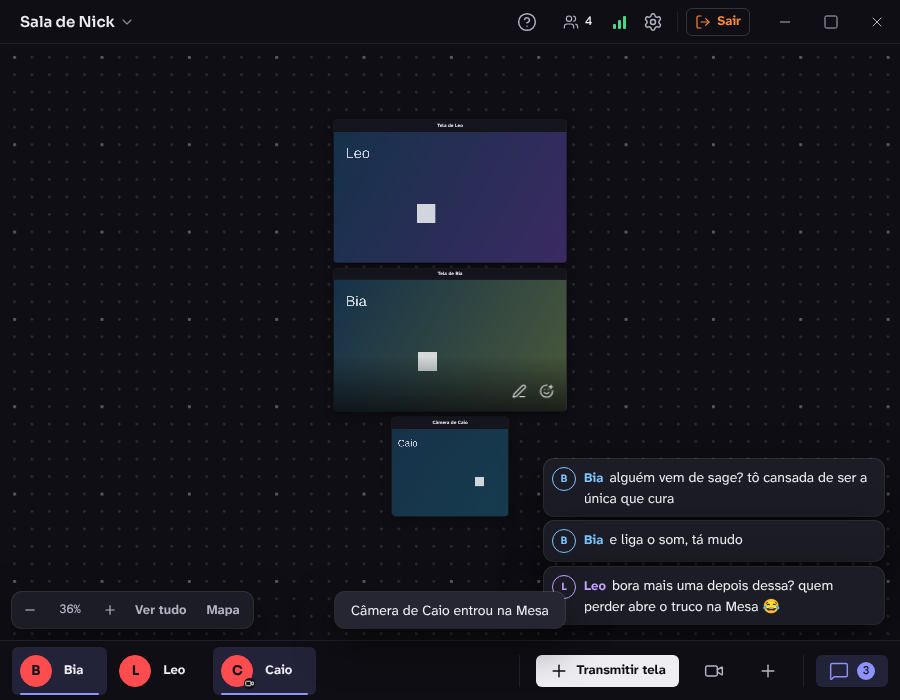 Sala de Nick
4
Sair
Tela de Leo
Leo
Tela de Bia
Bia
Câmera de Caio
Caio
B
Bia alguém vem de sage? tô cansada de ser a
única que cura
B
Bia e liga o som, tá mudo
L
Leo bora mais uma depois dessa? quem
perder abre o truco na Mesa 😂
36%
Ver tudo
Mapa
Câmera de Caio entrou na Mesa
B
Bia
L
Leo
C
Caio
Transmitir tela
3